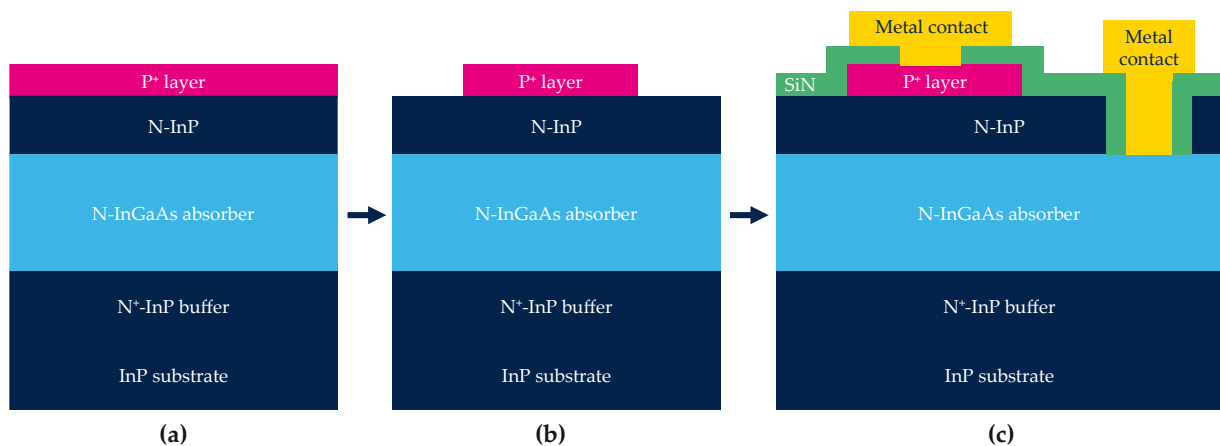 P⁺ layer
N-InP
N-InGaAs absorber
N⁺-InP buffer
InP substrate
(a)
P⁺ layer
N-InP
N-InGaAs absorber
N⁺-InP buffer
InP substrate
(b)
Metal contact
Metal
contact
SiN
P⁺ layer
N-InP
N-InGaAs absorber
N⁺-InP buffer
InP substrate
(c)